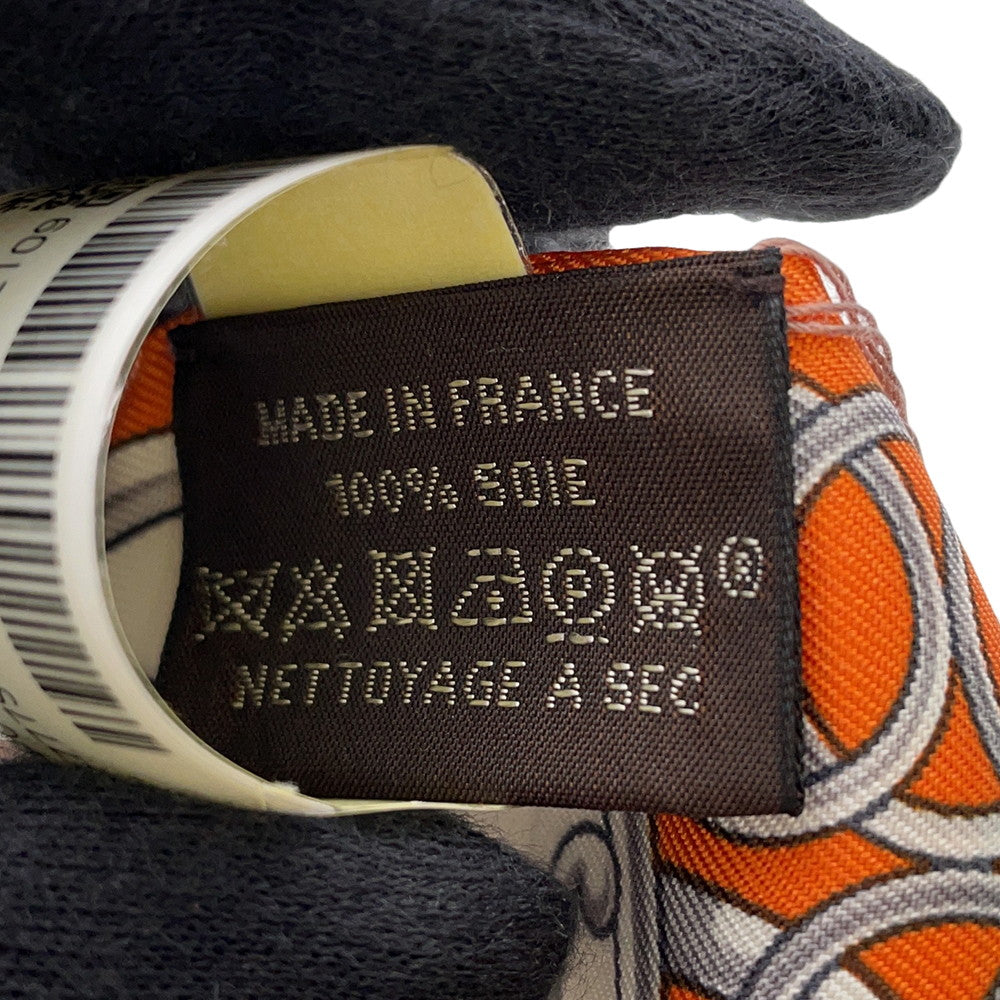 MADE IN FRANCE
100% SOIE
NETTOYAGE A SEC